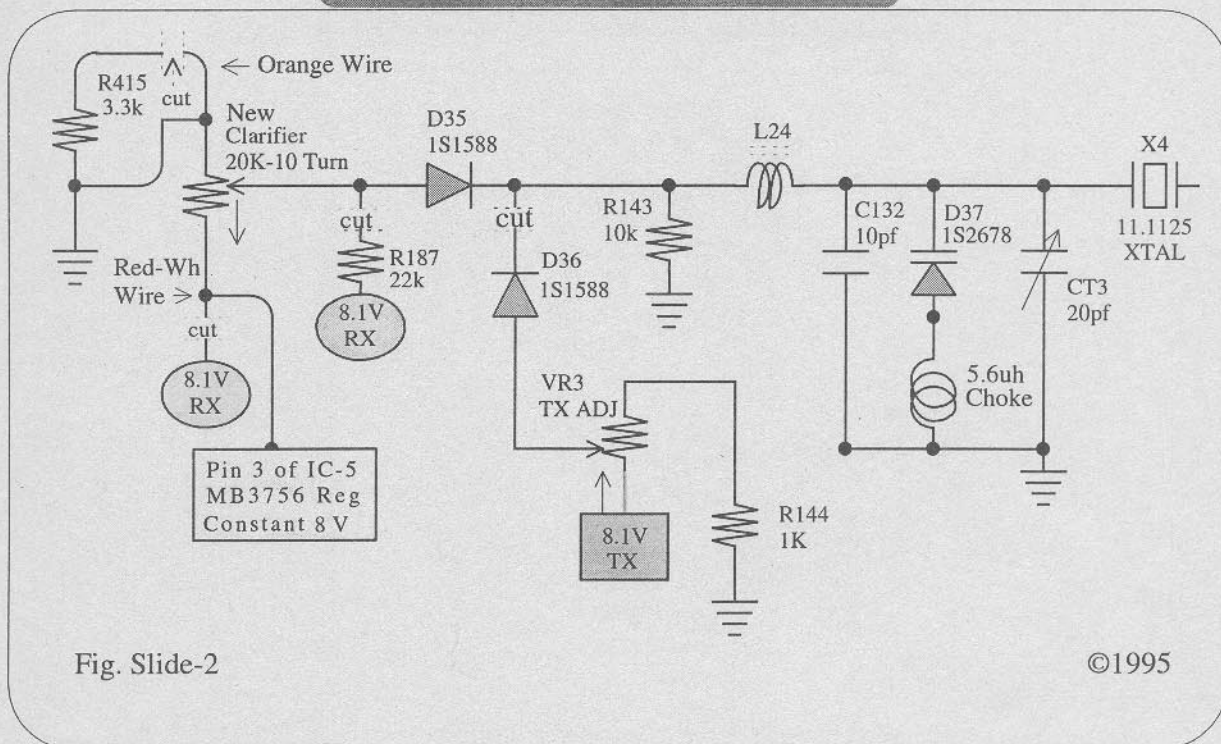 R415
3.3k
cut
Orange Wire
New
Clarifier
20K-10 Turn
D35
1S1588
L24
X4
cut
R187
22k
8.1V
RX
cut
D36
1S1588
R143
10k
C132
10pf
D37
1S2678
11.1125
XTAL
CT3
20pf
Red-Wh
Wire
cut
8.1V
RX
VR3
TX ADJ
5.6uh
Choke
Pin 3 of IC-5
MB3756 Reg
Constant 8V
8.1V
TX
R144
1K
Fig. Slide-2
©1995